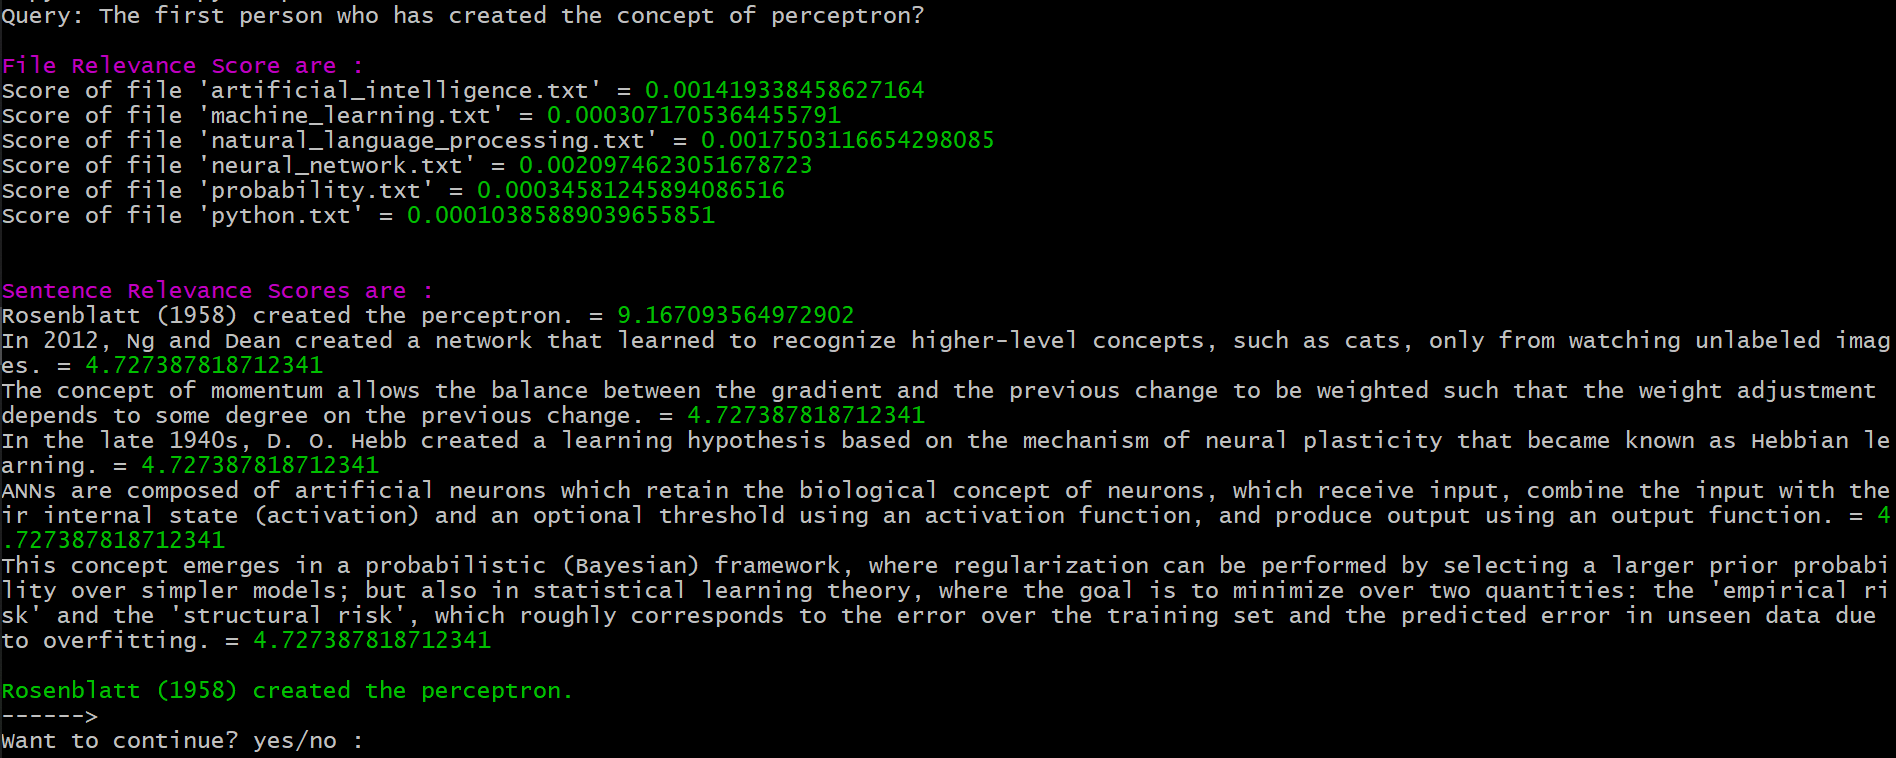 Query: The first person who has created the concept of perceptron?
File Relevance Score are :
Score of file 'artificial_intelligence.txt' = 0.001419338458627164
Score of file 'machine_learning.txt' = 0.0003071705364455791
Score of file 'natural_language_processing.txt' = 0.0017503116654298085
Score of file 'neural_network.txt' = 0.0020974623051678723
Score of file 'probability.txt' = 0.00034581245894086516
Score of file 'python.txt' = 0.00010385889039655851
Sentence Relevance Scores are :
Rosenblatt (1958) created the perceptron. = 9.167093564972902
In 2012, Ng and Dean created a network that learned to recognize higher-level concepts, such as cats, only from watching unlabeled imag
es. = 4.727387818712341
The concept of momentum allows the balance between the gradient and the previous change to be weighted such that the weight adjustment
depends to some degree on the previous change. = 4.727387818712341
In the late 1940s, D. O. Hebb created a learning hypothesis based on the mechanism of neural plasticity that became known as Hebbian le
arning. = 4.727387818712341
ANNs are composed of artificial neurons which retain the biological concept of neurons, which receive input, combine the input with the
ir internal state (activation) and an optional threshold using an activation function, and produce output using an output function. = 4
.727387818712341
This concept emerges in a probabilistic (Bayesian) framework, where regularization can be performed by selecting a larger prior probabi
lity over simpler models; but also in statistical learning theory, where the goal is to minimize over two quantities: the 'empirical ri
sk' and the 'structural risk', which roughly corresponds to the error over the training set and the predicted error in unseen data due
to overfitting. = 4.727387818712341
Rosenblatt (1958) created the perceptron.
------>
Want to continue? yes/no :